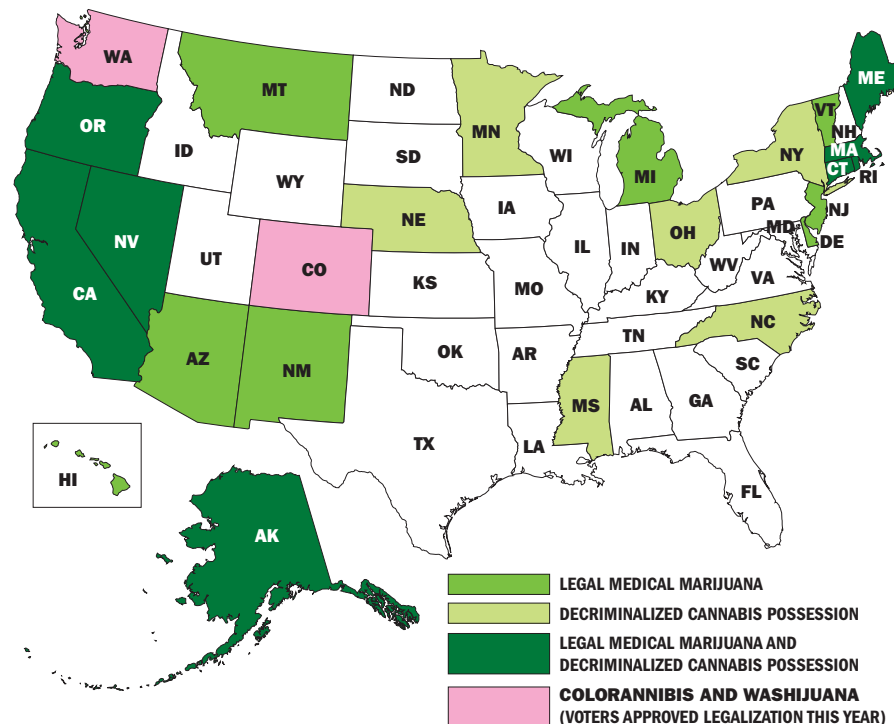 WA
MT
ND
MN
ME
VT
NH
OR
ID
SD
WI
NY
MA
CT
RI
WY
MI
NE
IA
PA
NJ
NV
UT
CO
IL
IN
OH
MD
DE
CA
KS
MO
WV
VA
KY
AZ
NM
OK
AR
TN
NC
SC
MS
AL
GA
TX
LA
FL
HI
AK
LEGAL MEDICAL MARIJUANA
DECRIMINALIZED CANNABIS POSSESSION
LEGAL MEDICAL MARIJUANA AND
DECRIMINALIZED CANNABIS POSSESSION
COLORANNIBIS AND WASHIJUANA
(VOTERS APPROVED LEGALIZATION THIS YEAR)